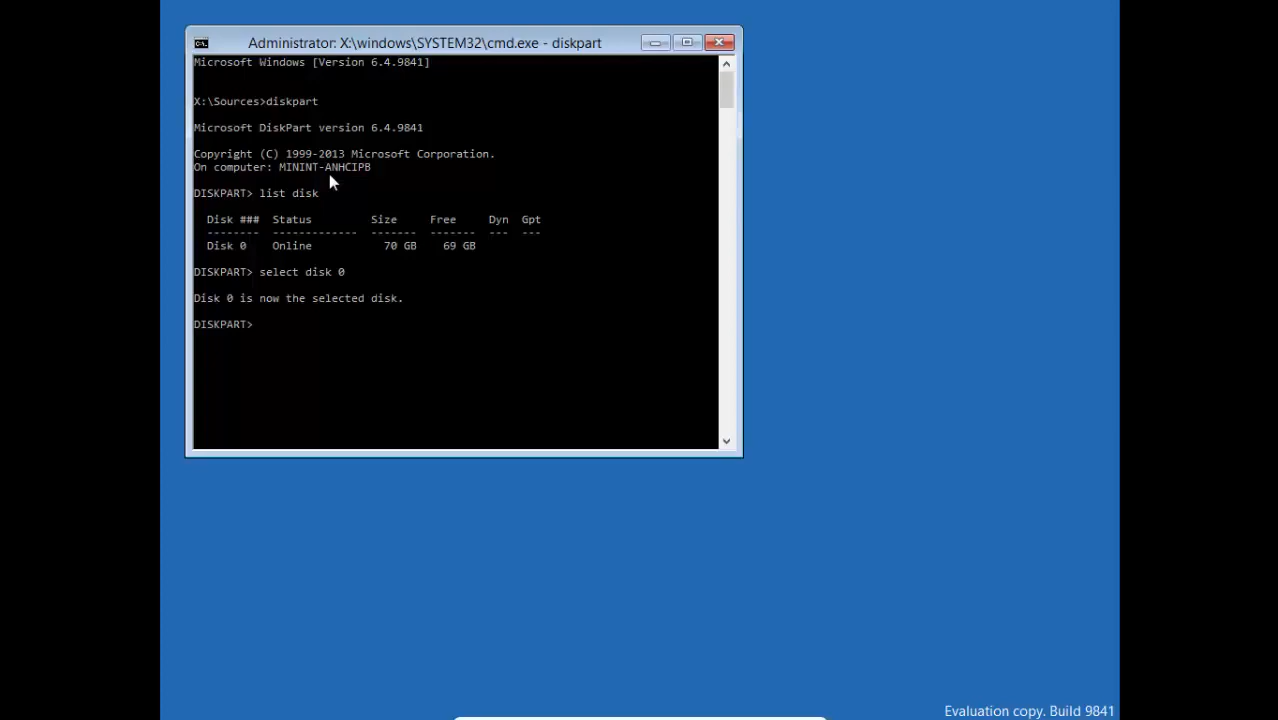 Administrator: X:\windows\SYSTEM32\cmd.exe - diskpart
Microsoft Windows [Version 6.4.9841]
X:\Sources>diskpart
Microsoft DiskPart version 6.4.9841
Copyright (C) 1999-2013 Microsoft Corporation.
On computer: MININT-ANHCIPB
DISKPART> list disk
Disk ### Status Size Free Dyn Gpt
-------- ------------- ------- ------- --- ---
Disk 0 Online 70 GB 69 GB
DISKPART> select disk 0
Disk 0 is now the selected disk.
DISKPART>
Evaluation copy. Build 9841